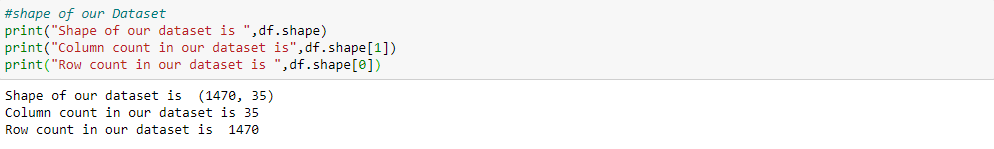 #shape of our Dataset
print("Shape of our dataset is ",df.shape)
print("Column count in our dataset is",df.shape[1])
print("Row count in our dataset is ",df.shape[0])
Shape of our dataset is  (1470, 35)
Column count in our dataset is 35
Row count in our dataset is  1470